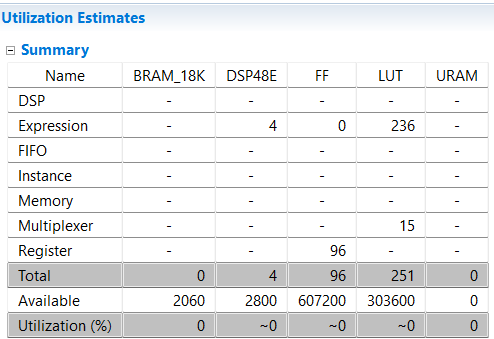 Utilization Estimates
Summary
Name BRAM_18K DSP48E FF LUT URAM
DSP - - - - -
Expression - 4 0 236 -
FIFO - - - - -
Instance - - - - -
Memory - - - - -
Multiplexer - - - 15 -
Register - - 96 - -
Total 0 4 96 251 0
Available 2060 2800 607200 303600 0
Utilization (%) 0 ~0 ~0 ~0 0